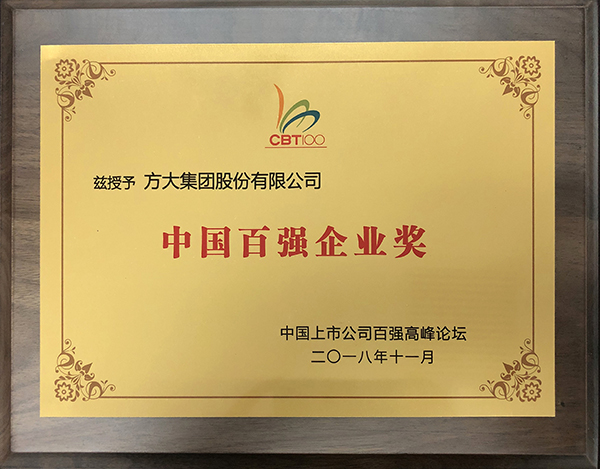 CBT100
兹授予 方大集团股份有限公司
中国百强企业奖
中国上市公司百强高峰论坛
二〇一八年十一月